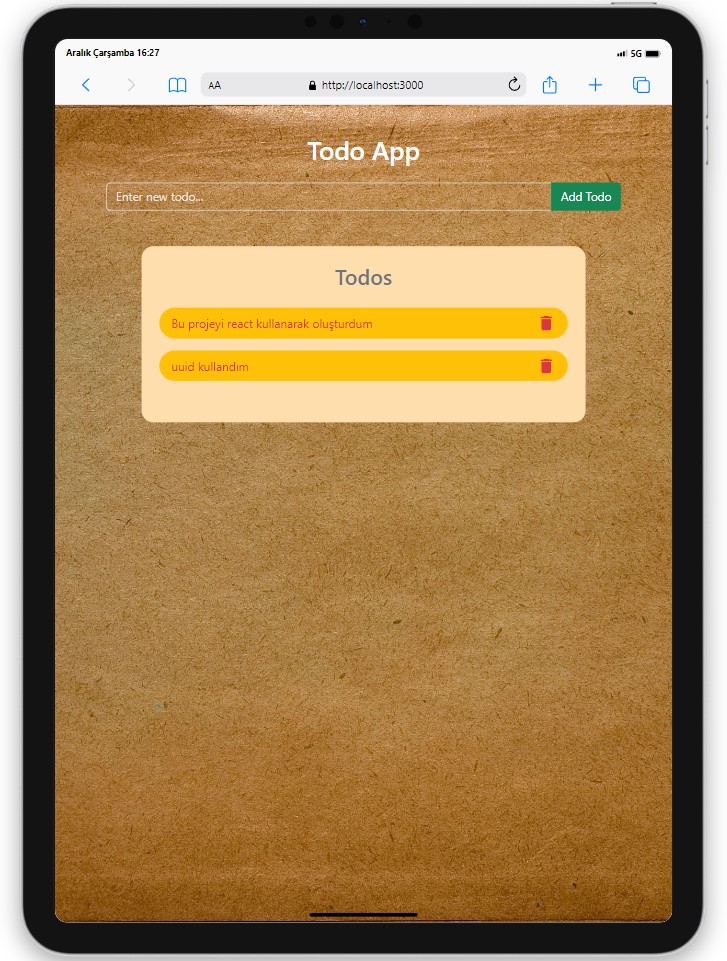 Aralık Çarşamba 16:27
5G
AA
http://localhost:3000
Todo App
Enter new todo...
Add Todo
Todos
Bu projeyi react kullanarak oluşturdum
uuid kullandım